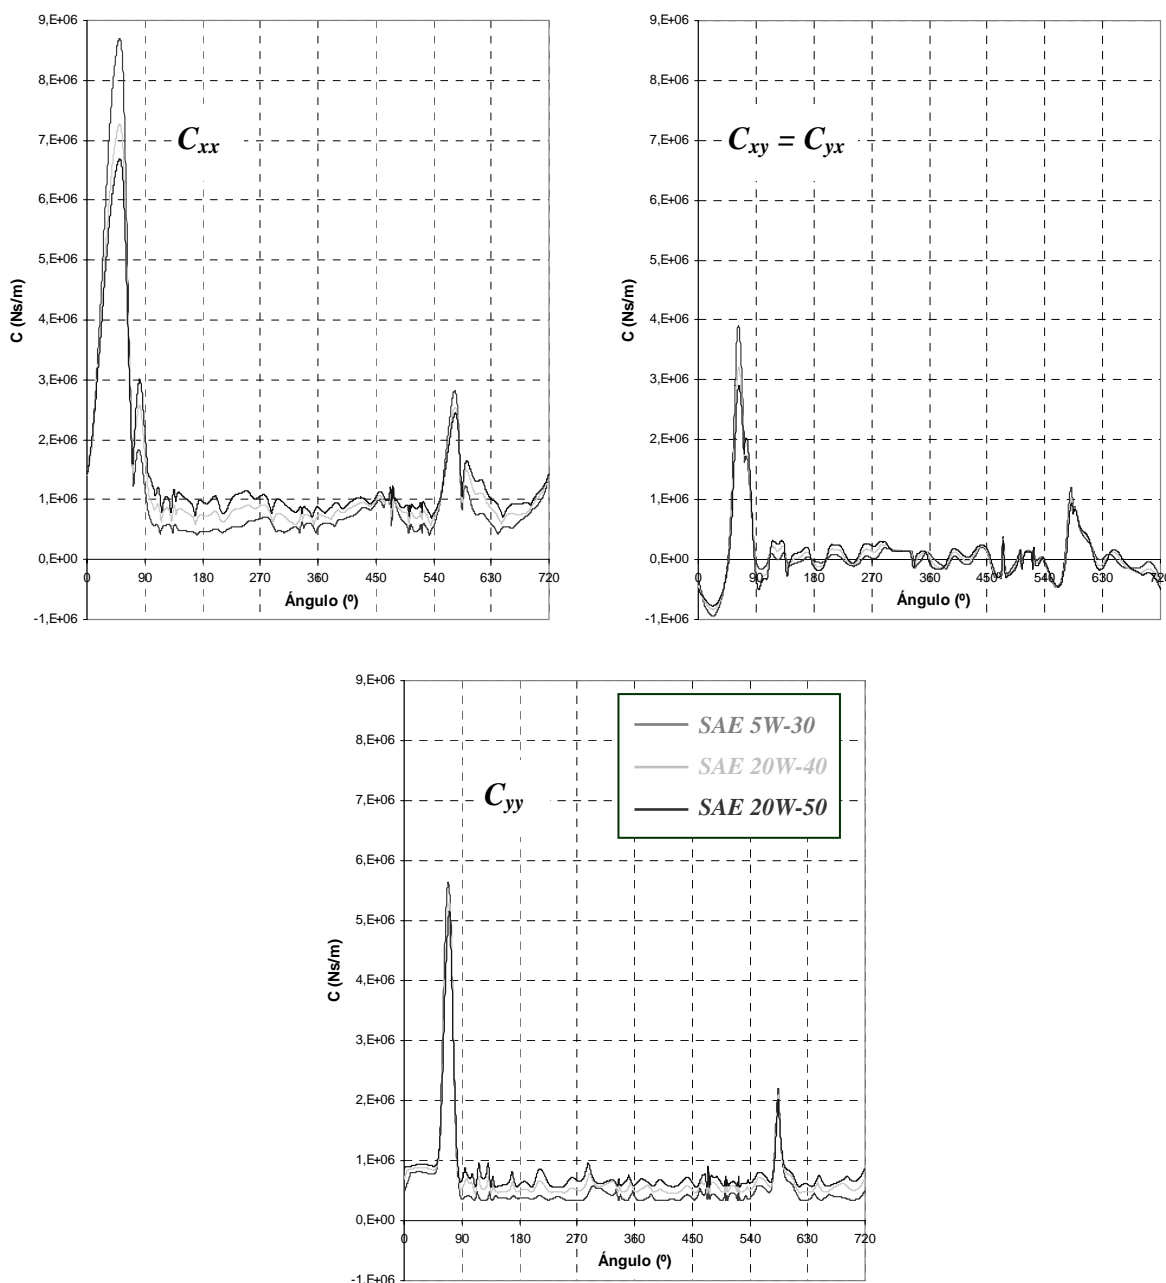 9,E+06
8,E+06
7,E+06
6,E+06
5,E+06
4,E+06
3,E+06
2,E+06
1,E+06
0,E+00
-1,E+06
C (Ns/m)
Cxx
0 90 180 270 360 450 540 630 720
Ángulo (º)
9,E+06
8,E+06
7,E+06
6,E+06
5,E+06
4,E+06
3,E+06
2,E+06
1,E+06
0,E+00
-1,E+06
C (Ns/m)
Cxy = Cyx
0 90 180 270 360 450 540 630 720
Ángulo (º)
9,E+06
8,E+06
7,E+06
6,E+06
5,E+06
4,E+06
3,E+06
2,E+06
1,E+06
0,E+00
-1,E+06
C (Ns/m)
Cyy
SAE 5W-30
SAE 20W-40
SAE 20W-50
0 90 180 270 360 450 540 630 720
Ángulo (º)